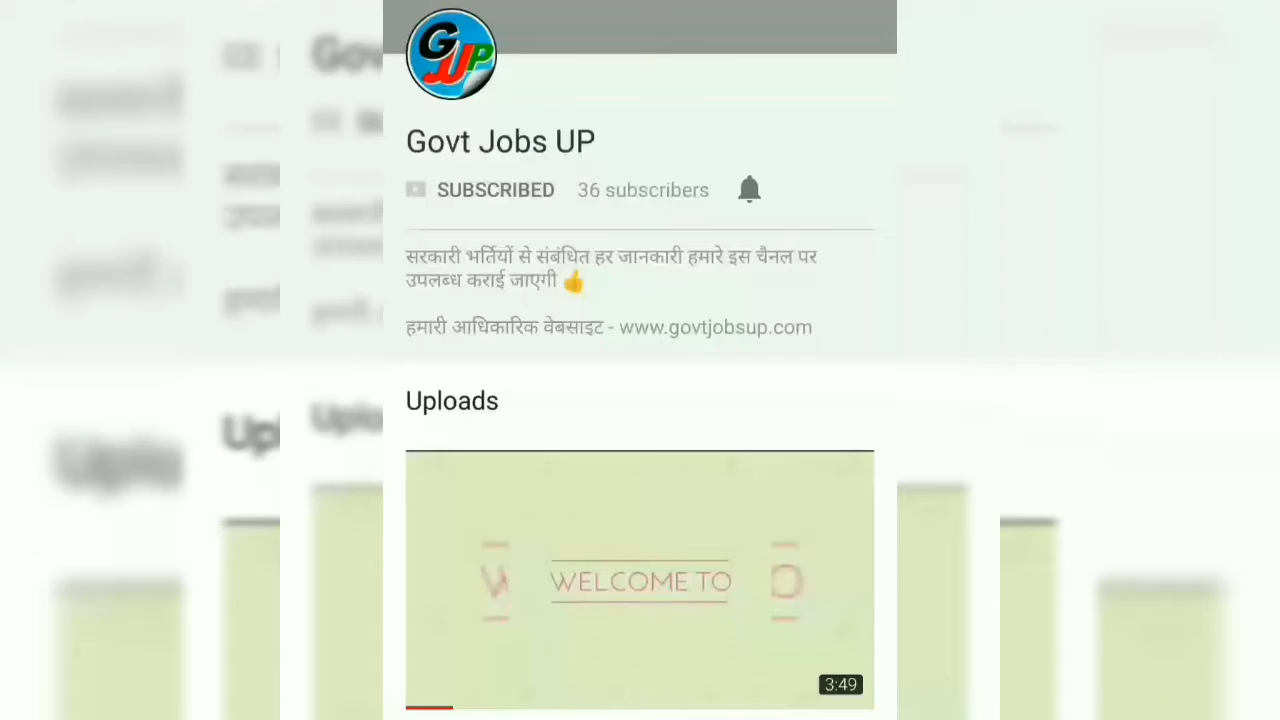 GJUP
Govt Jobs UP
SUBSCRIBED 36 subscribers
सरकारी भर्तियों से संबंधित हर जानकारी हमारे इस चैनल पर
उपलब्ध कराई जाएगी 👍
हमारी आधिकारिक वेबसाइट - www.govtjobsup.com
Uploads
W WELCOME TO O
3:49